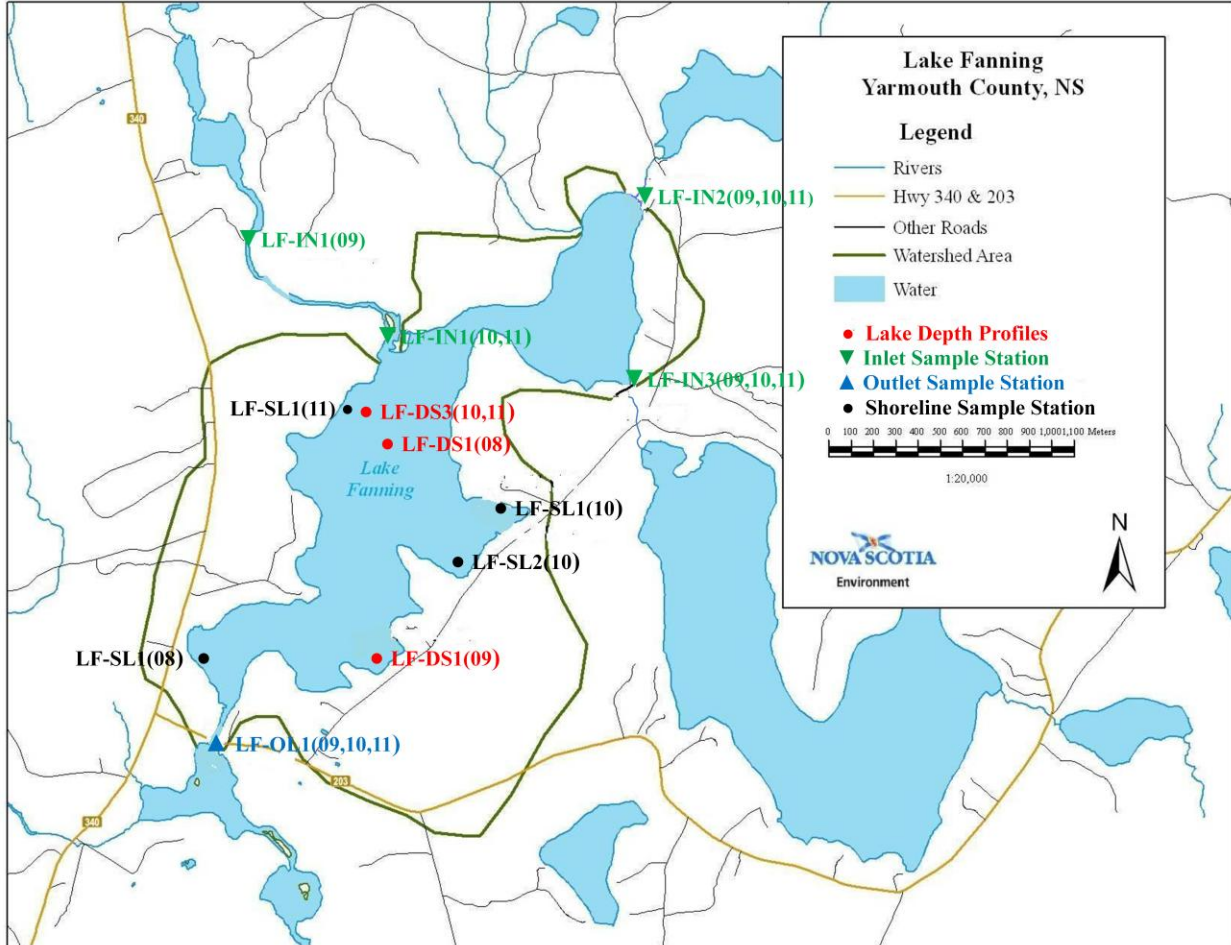 Lake Fanning
Yarmouth County, NS
Legend
Rivers
Hwy 340 & 203
Other Roads
Watershed Area
Water
Lake Depth Profiles
Inlet Sample Station
Outlet Sample Station
Shoreline Sample Station
0 100 200 300 400 500 600 700 800 900 1,0001,100 Meters
1:20,000
N
NOVA SCOTIA
Environment
340
LF-IN2(09,10,11)
LF-IN1(09)
LF-IN1(10,11)
LF-IN3(09,10,11)
LF-SL1(11)
LF-DS3(10,11)
LF-DS1(08)
Lake
Fanning
LF-SL1(10)
LF-SL2(10)
LF-SL1(08)
LF-DS1(09)
LF-OL1(09,10,11)
203
340